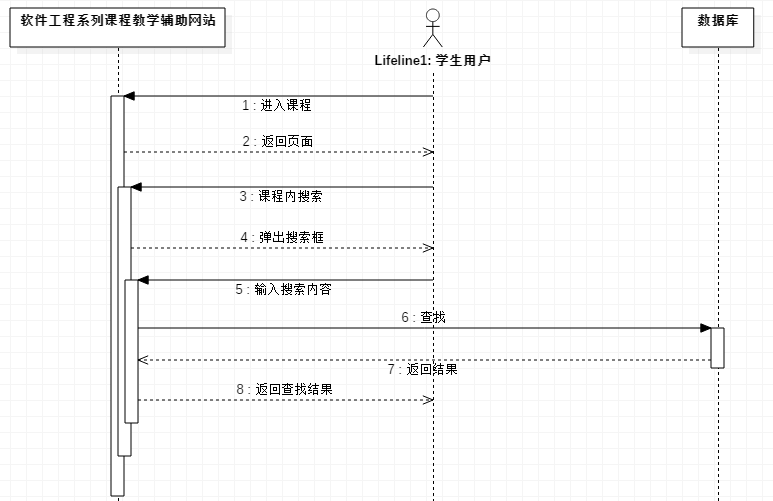 软件工程系列课程教学辅助网站
Lifeline1: 学生用户
数据库
1 : 进入课程
2 : 返回页面
3 : 课程内搜索
4 : 弹出搜索框
5 : 输入搜索内容
6 : 查找
7 : 返回结果
8 : 返回查找结果